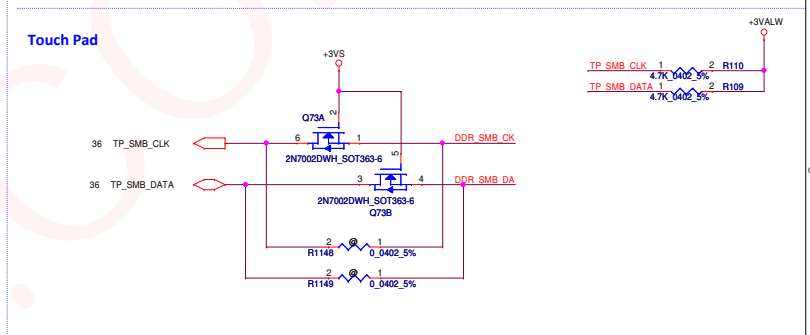 +3VALW
Touch Pad
+3VS
TP_SMB_CLK 1 2 R110
4.7K_0402_5%
TP_SMB_DATA 1 2 R109
4.7K_0402_5%
2
Q73A
36 TP_SMB_CLK 6 1 DDR_SMB_CK
5
2N7002DWH_SOT363-6
36 TP_SMB_DATA 3 4 DDR_SMB_DA
2N7002DWH_SOT363-6
Q73B
2 @ 1
R1148 0_0402_5%
2 @ 1
R1149 0_0402_5%